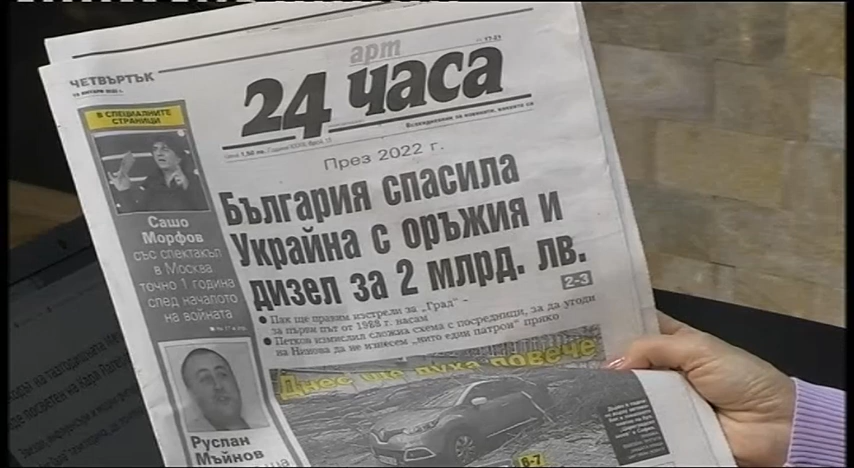 арт
17-21
ЧЕТВЪРТЪК
24 часа
В СПЕЦИАЛНИТЕ
СТРАНИЦИ
През 2022 г.
България спасила
Украйна с оръжия и
дизел за 2 млрд. лв.
2-3
Сашо
Морфов
със спектакъл
в Москва
точно 1 година
след началото
на войната
● Пак ще правим изстрели за „Град" -
за първи път от 1988 г. насам
● Петков измислил сложна схема с посредници, за да угоди
на Нинова да не изнесем „нито един патрон" пряко
Днес ще духа повече
6-7
Руслан
Мъйнов